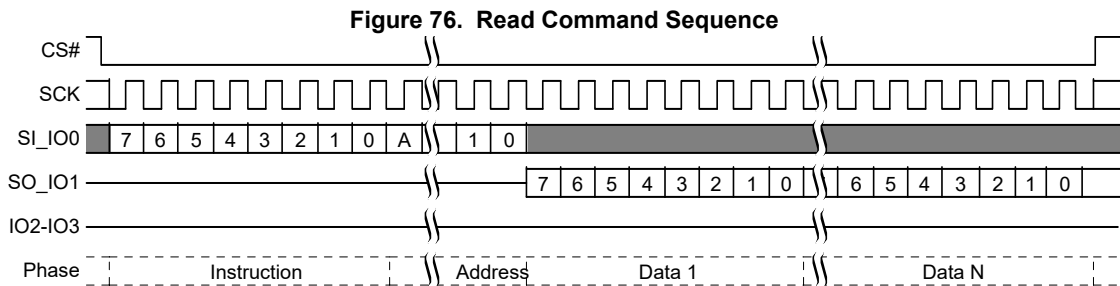 Figure 76.  Read Command Sequence
CS#
SCK
SI_IO0 7 6 5 4 3 2 1 0 A 1 0
SO_IO1 7 6 5 4 3 2 1 0 6 5 4 3 2 1 0
IO2-IO3
Phase Instruction Address Data 1 Data N